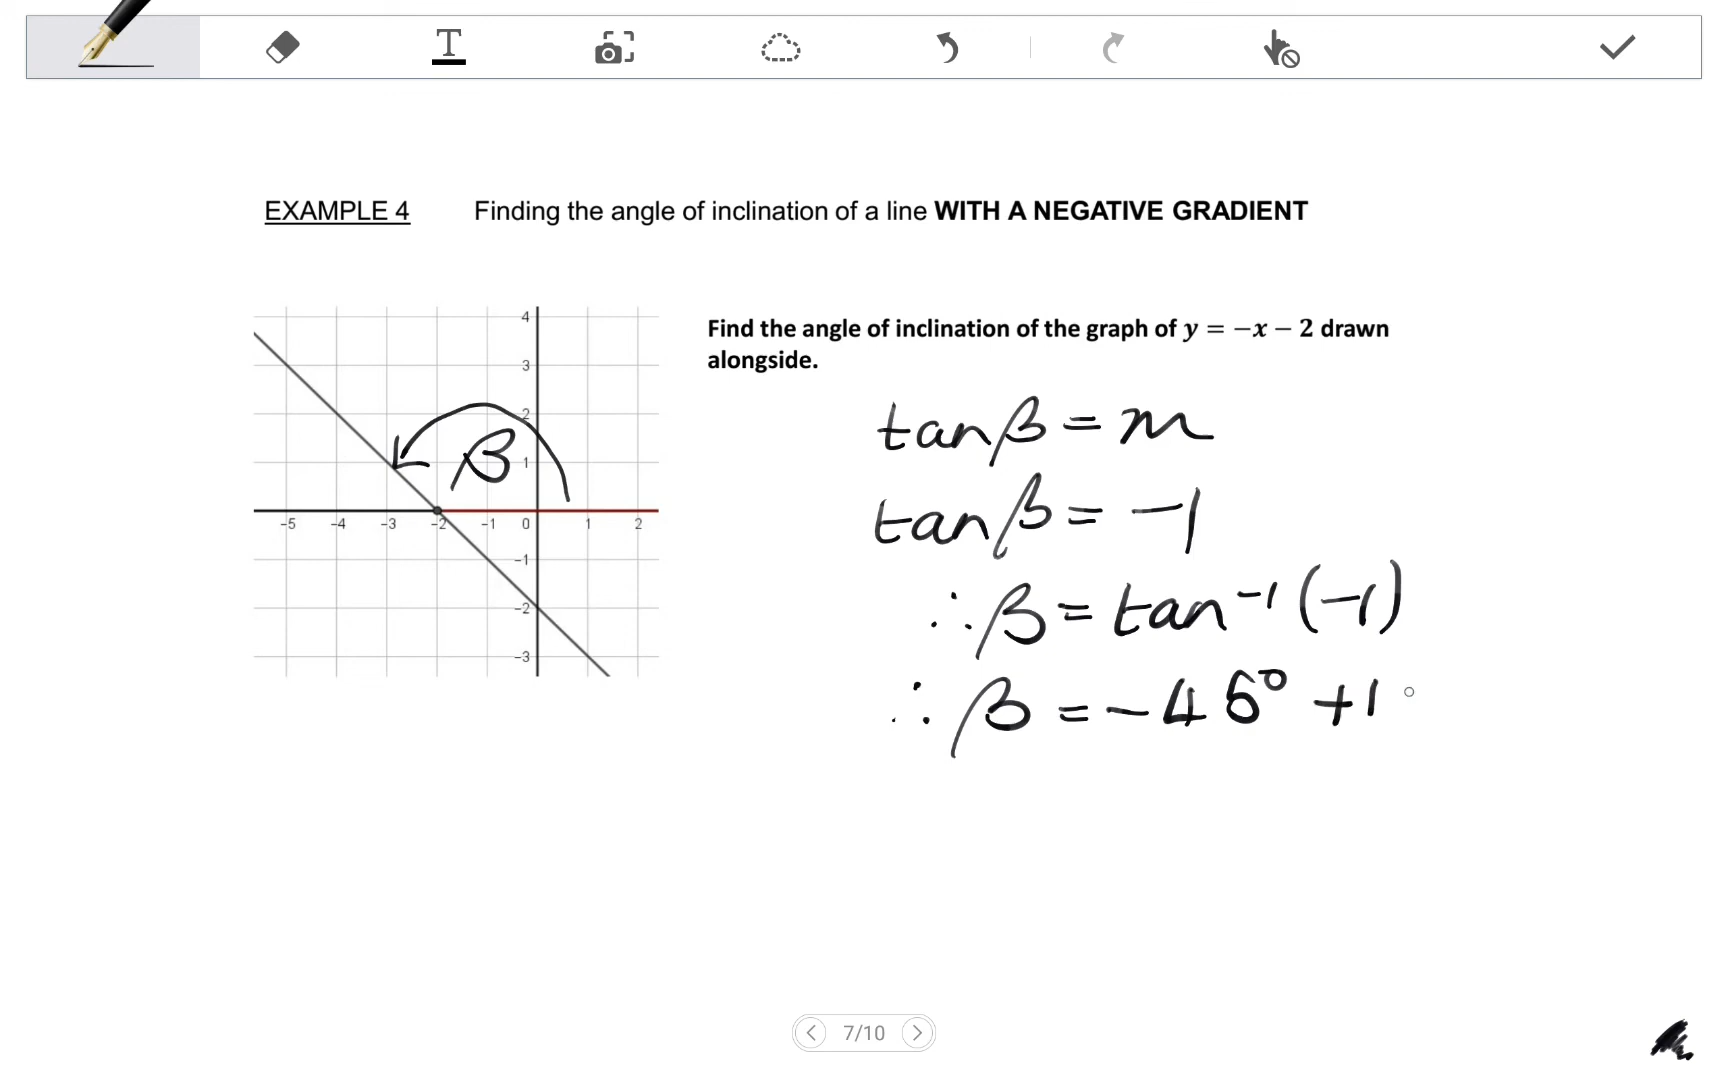 T
EXAMPLE 4 Finding the angle of inclination of a line WITH A NEGATIVE GRADIENT
Find the angle of inclination of the graph of y = −x − 2 drawn
alongside.
4
3
2
1
-5 -4 -3 -2 -1 0 1 2
-1
-2
-3
β
tanβ = m
tanβ = -1
∴ β = tan⁻¹ (-1)
∴ β = -45° +1
7/10